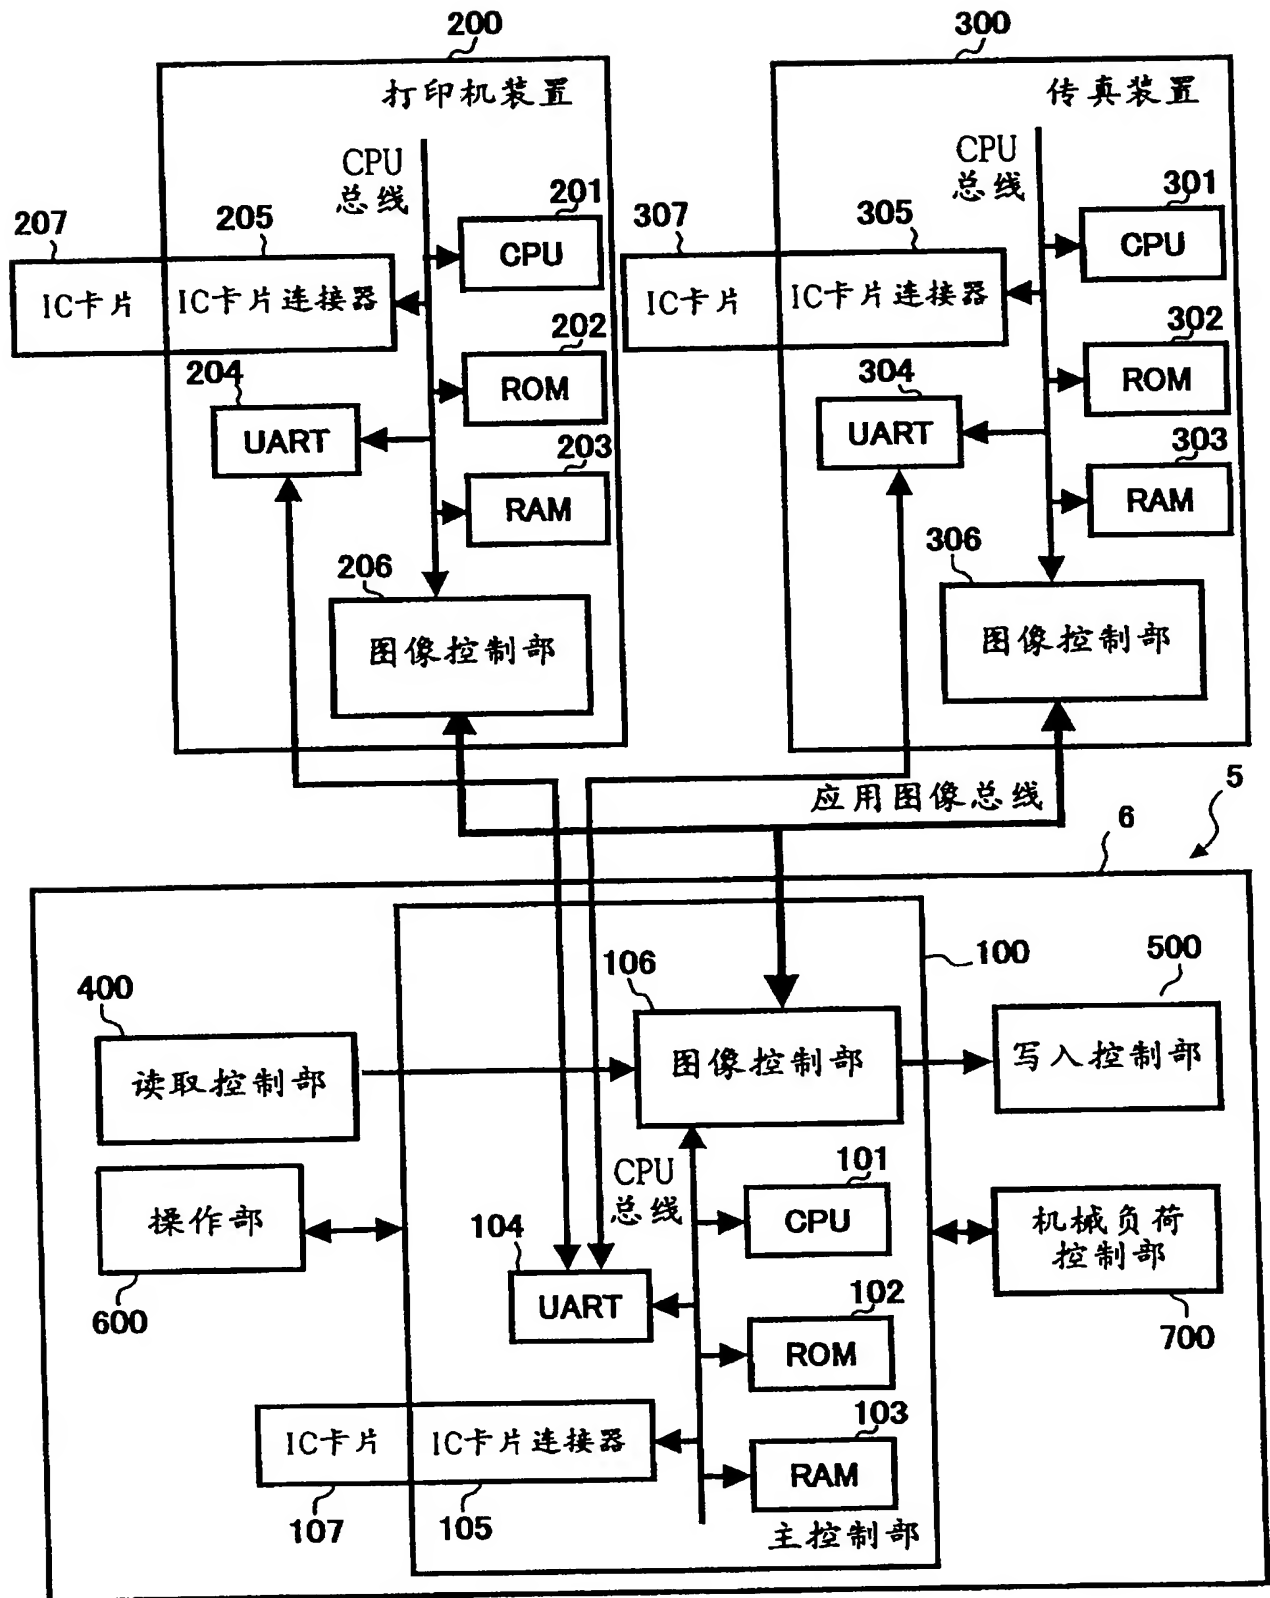 200
打印机装置
CPU
总线
201
CPU
207
205
IC卡片
IC卡片连接器
202
ROM
204
UART
203
RAM
206
图像控制部
300
传真装置
CPU
总线
301
CPU
307
305
IC卡片
IC卡片连接器
302
ROM
304
UART
303
RAM
306
图像控制部
应用图像总线
5
6
100
106
图像控制部
400
读取控制部
500
写入控制部
操作部
600
CPU
总线
101
CPU
机械负荷
控制部
700
104
UART
102
ROM
103
RAM
IC卡片
IC卡片连接器
107
105
主控制部